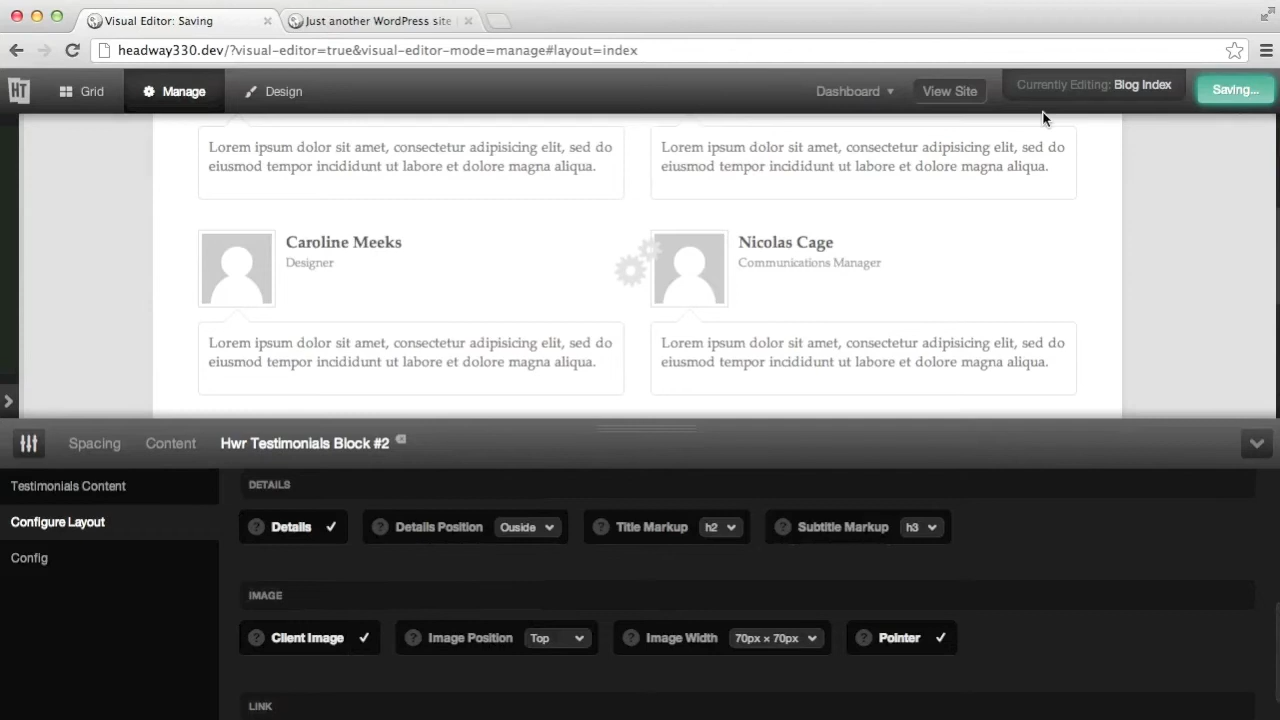 Visual Editor: Saving
Just another WordPress site
headway330.dev/?visual-editor=true&visual-editor-mode=manage#layout=index
HT
Grid
Manage
Design
Dashboard
View Site
Currently Editing: Blog Index
Saving...
Lorem ipsum dolor sit amet, consectetur adipisicing elit, sed do
eiusmod tempor incididunt ut labore et dolore magna aliqua.
Lorem ipsum dolor sit amet, consectetur adipisicing elit, sed do
eiusmod tempor incididunt ut labore et dolore magna aliqua.
Caroline Meeks
Designer
Nicolas Cage
Communications Manager
Lorem ipsum dolor sit amet, consectetur adipisicing elit, sed do
eiusmod tempor incididunt ut labore et dolore magna aliqua.
Lorem ipsum dolor sit amet, consectetur adipisicing elit, sed do
eiusmod tempor incididunt ut labore et dolore magna aliqua.
Spacing
Content
Hwr Testimonials Block #2
Testimonials Content
Configure Layout
Config
DETAILS
? Details ✓
? Details Position Ouside
? Title Markup h2
? Subtitle Markup h3
IMAGE
? Client Image ✓
? Image Position Top
? Image Width 70px × 70px
? Pointer ✓
LINK